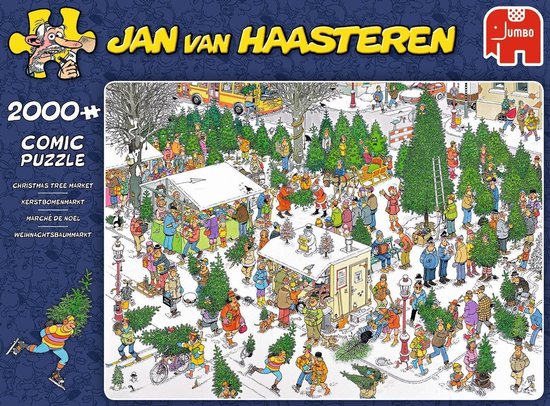 JAN VAN HAASTEREN
Jumbo
2000
COMIC
PUZZLE
CHRISTMAS TREE MARKET
KERSTBOMENMARKT
MARCHÉ DE NOËL
WEIHNACHTSBAUMMARKT